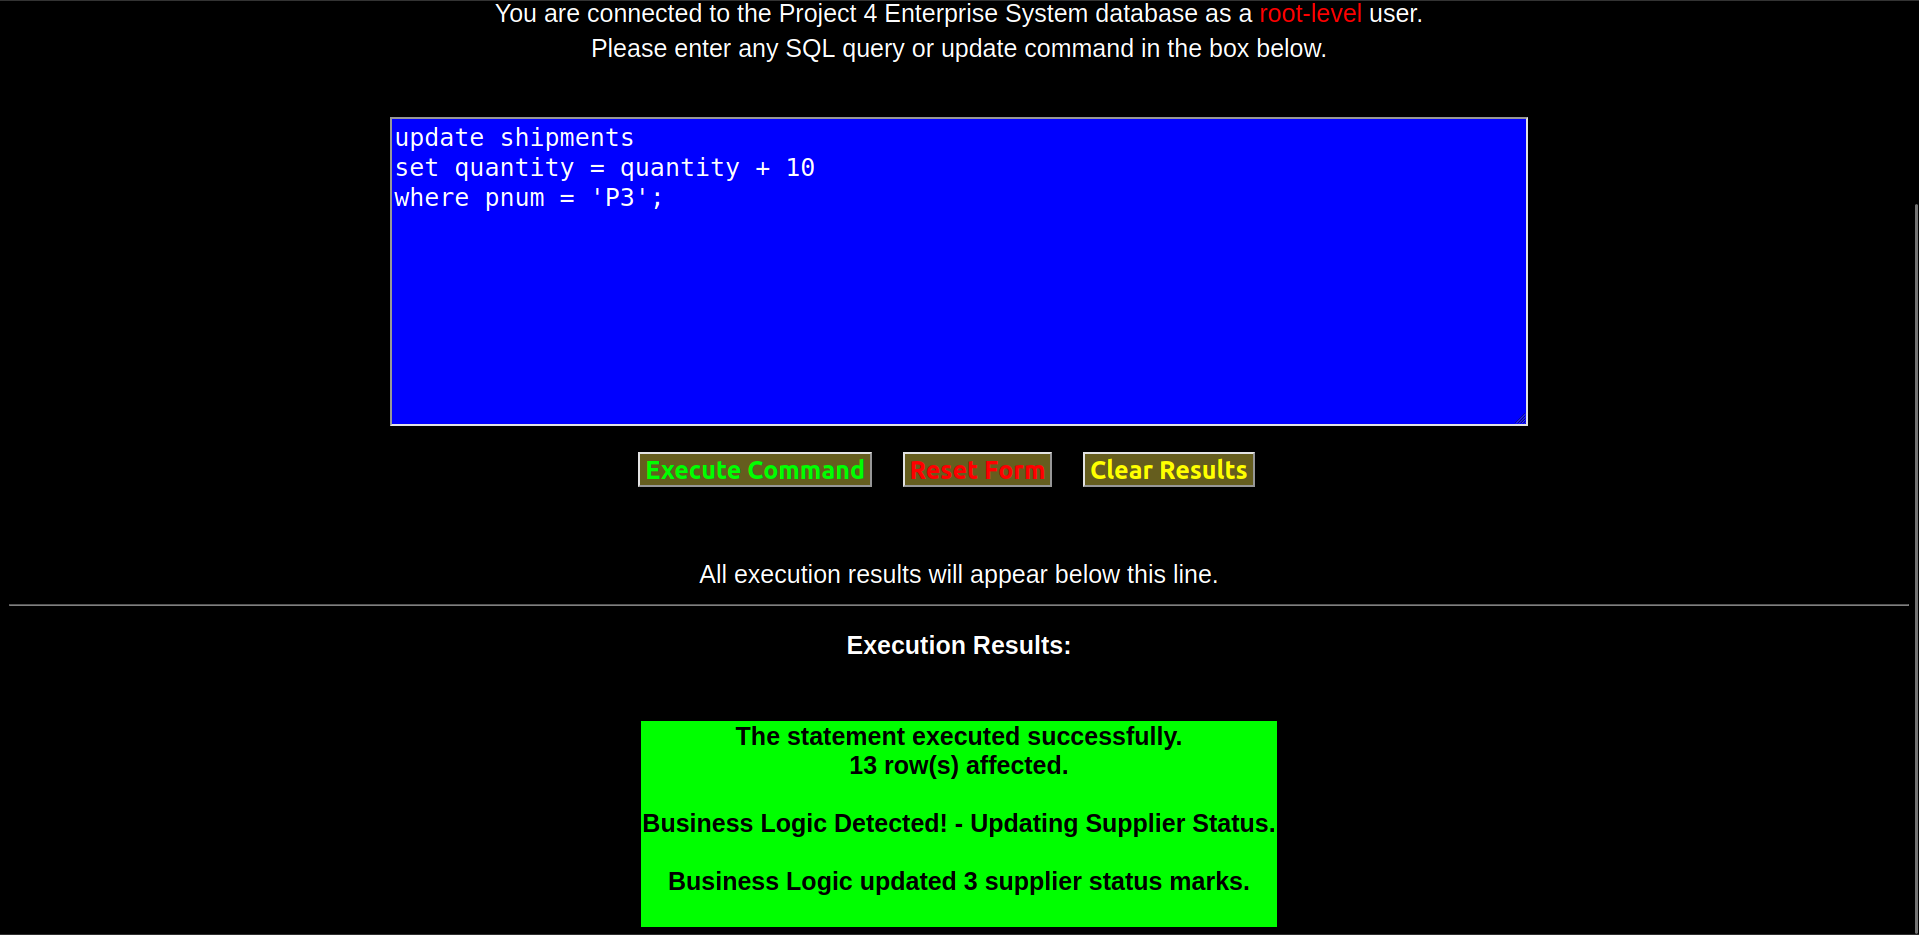 You are connected to the Project 4 Enterprise System database as a root-level user.
Please enter any SQL query or update command in the box below.
update shipments
set quantity = quantity + 10
where pnum = 'P3';
Execute Command Reset Form Clear Results
All execution results will appear below this line.
Execution Results:
The statement executed successfully.
13 row(s) affected.
Business Logic Detected! - Updating Supplier Status.
Business Logic updated 3 supplier status marks.